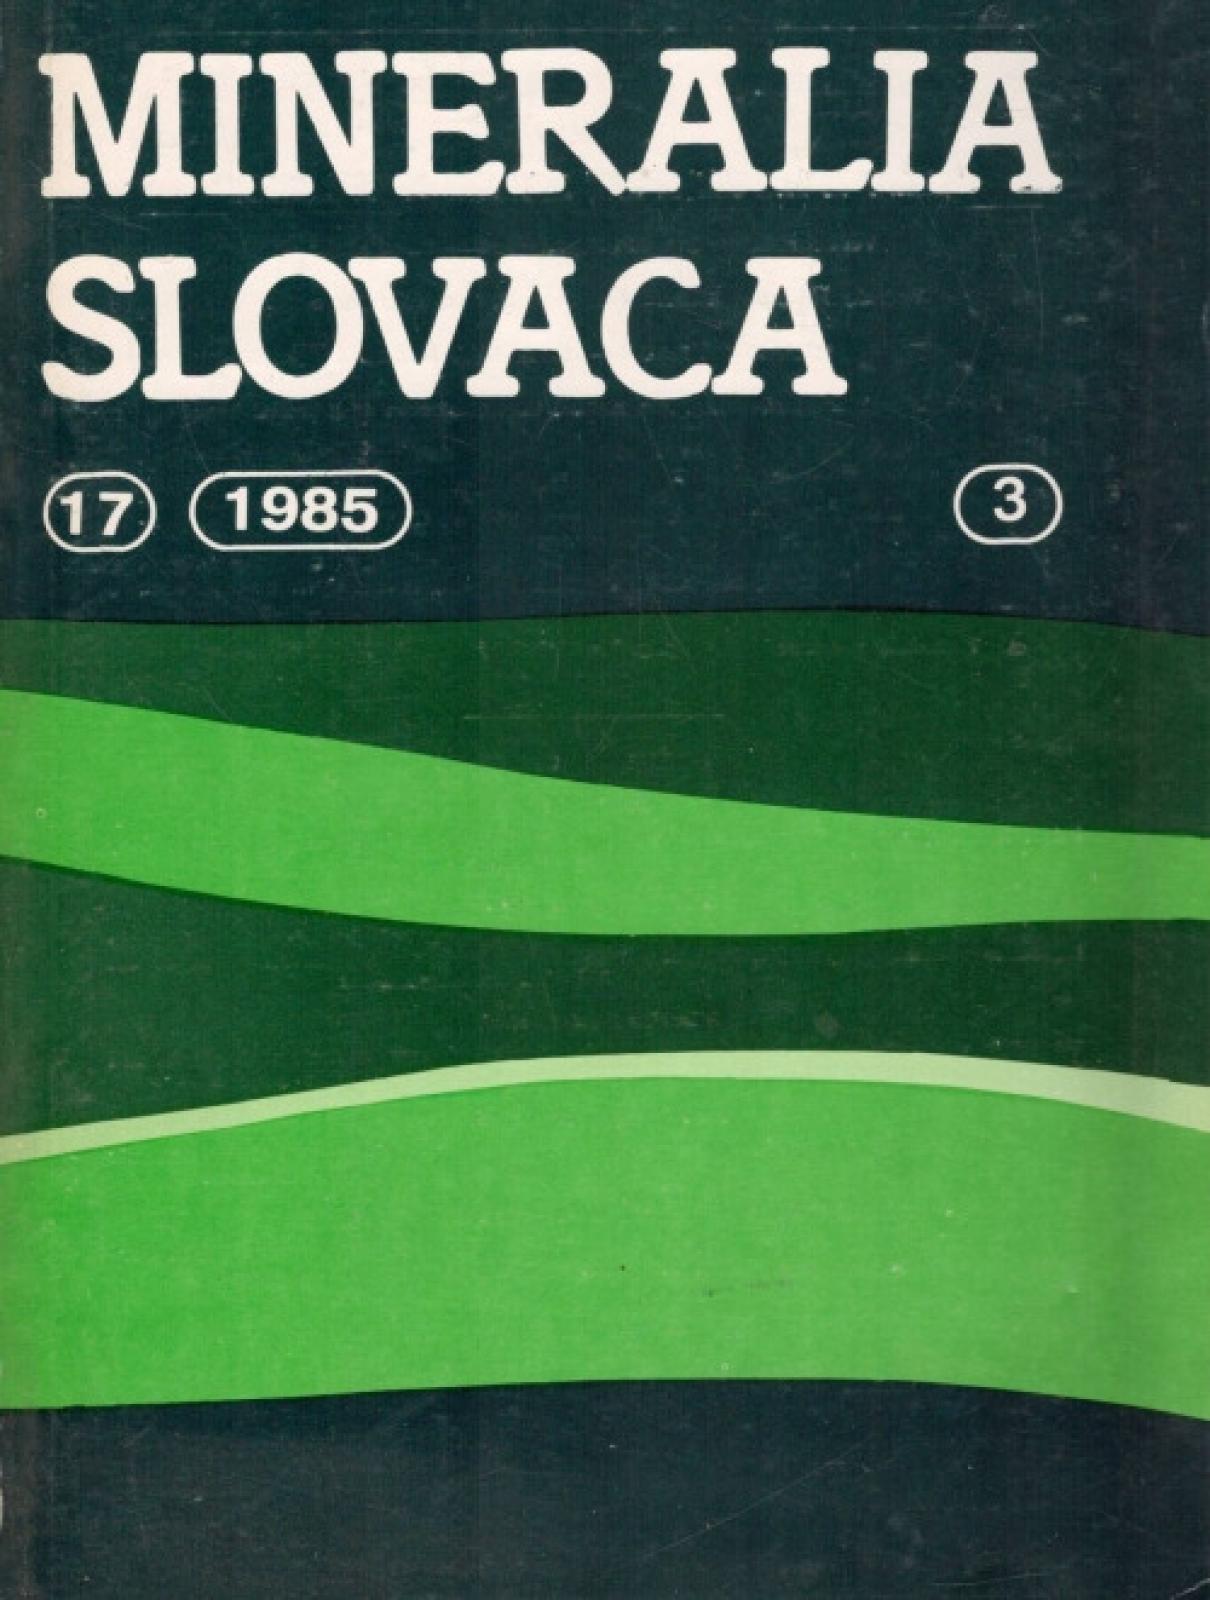 MINERALIA
SLOVACA
17 1985 3